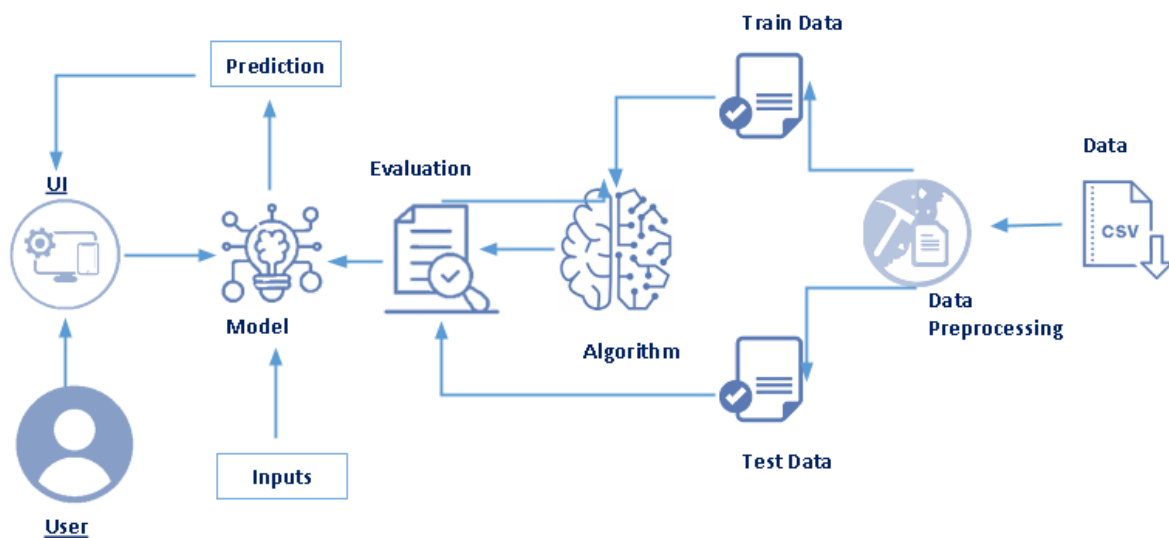 Train Data
Prediction
Data
Evaluation
UI
CSV
Data
Preprocessing
Model
Algorithm
Inputs
Test Data
User